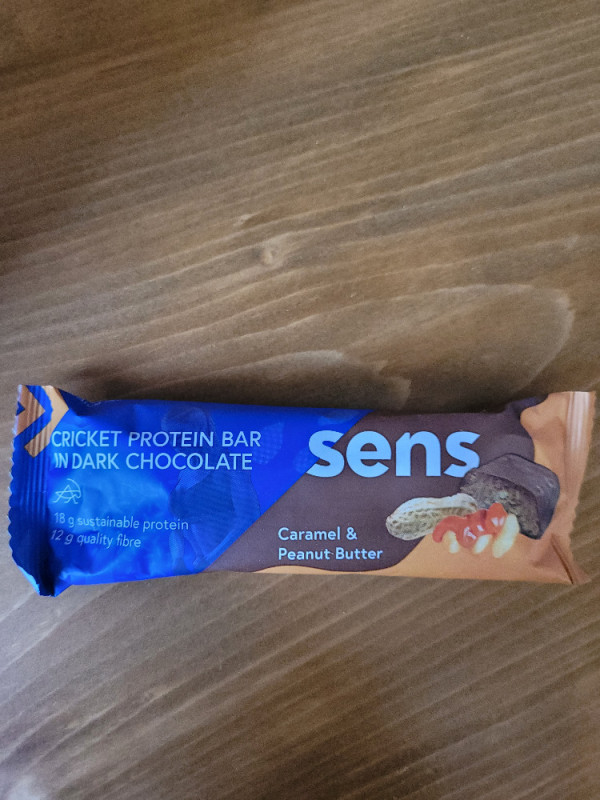 CRICKET PROTEIN BAR
IN DARK CHOCOLATE
18 g sustainable protein
12 g quality fibre
sens
Caramel &
Peanut Butter